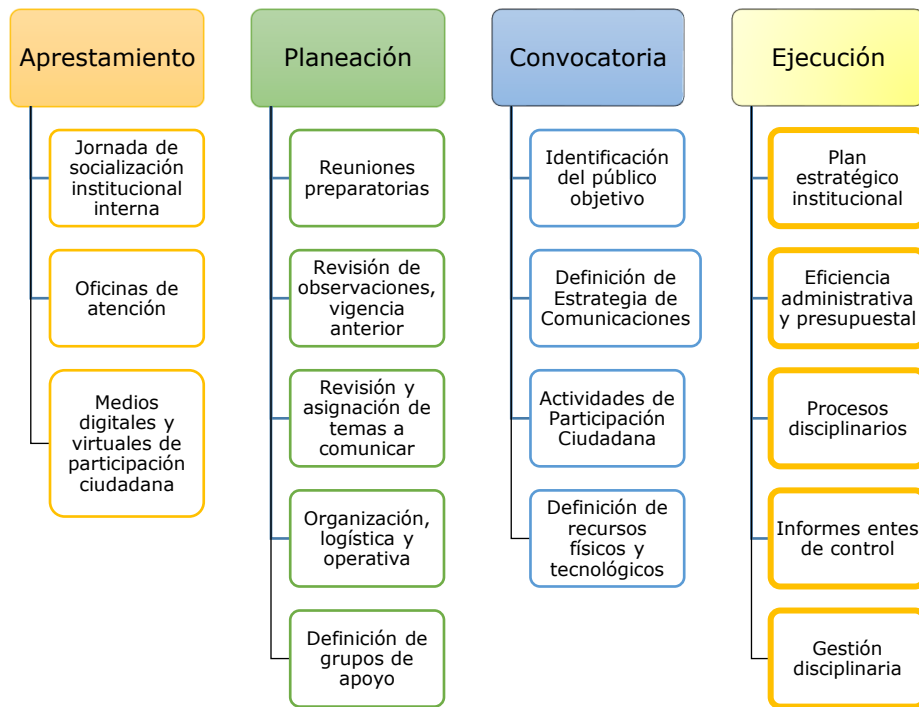 Aprestamiento
Jornada de
socialización
institucional
interna
Oficinas de
atención
Medios
digitales y
virtuales de
participación
ciudadana
Planeación
Reuniones
preparatorias
Revisión de
observaciones,
vigencia
anterior
Revisión y
asignación de
temas a
comunicar
Organización,
logística y
operativa
Definición de
grupos de
apoyo
Convocatoria
Identificación
del público
objetivo
Definición de
Estrategia de
Comunicaciones
Actividades de
Participación
Ciudadana
Definición de
recursos
físicos y
tecnológicos
Ejecución
Plan
estratégico
institucional
Eficiencia
administrativa
y presupuestal
Procesos
disciplinarios
Informes entes
de control
Gestión
disciplinaria